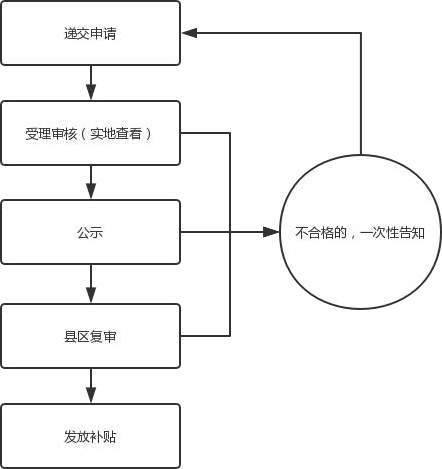 递交申请
受理审核（实地查看）
公示
不合格的，一次性告知
县区复审
发放补贴